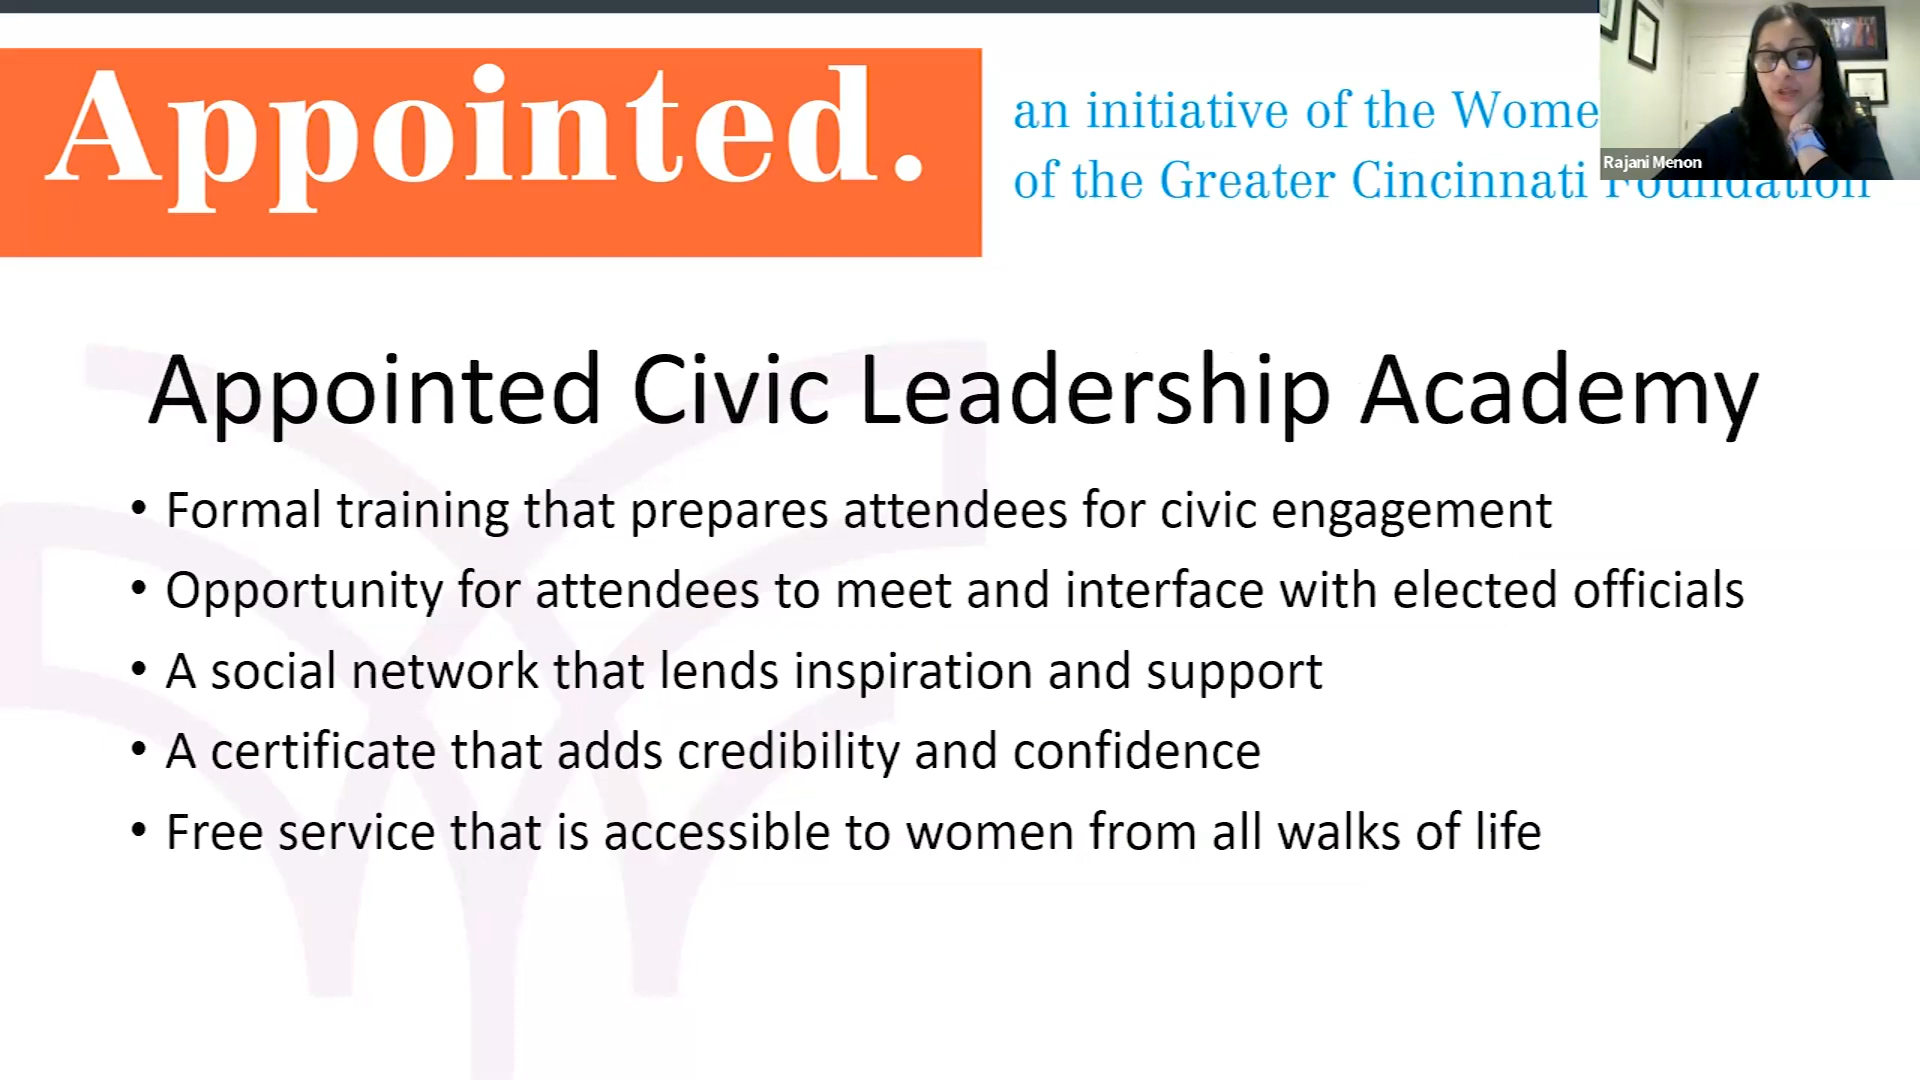 Appointed.
an initiative of the Wome
of the Greater Cincinnati Foundation
Rajani Menon
Appointed Civic Leadership Academy
• Formal training that prepares attendees for civic engagement
• Opportunity for attendees to meet and interface with elected officials
• A social network that lends inspiration and support
• A certificate that adds credibility and confidence
• Free service that is accessible to women from all walks of life